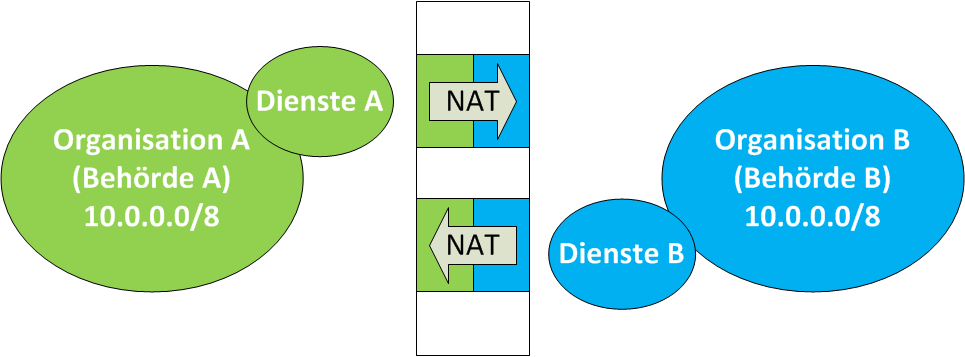 Dienste A
Organisation A
(Behörde A)
10.0.0.0/8
NAT
NAT
Organisation B
(Behörde B)
10.0.0.0/8
Dienste B